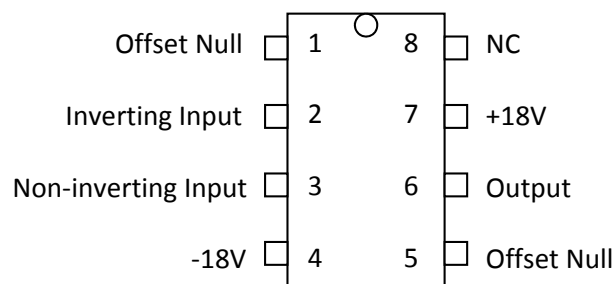 Offset Null 1 8 NC
Inverting Input 2 7 +18V
Non-inverting Input 3 6 Output
-18V 4 5 Offset Null